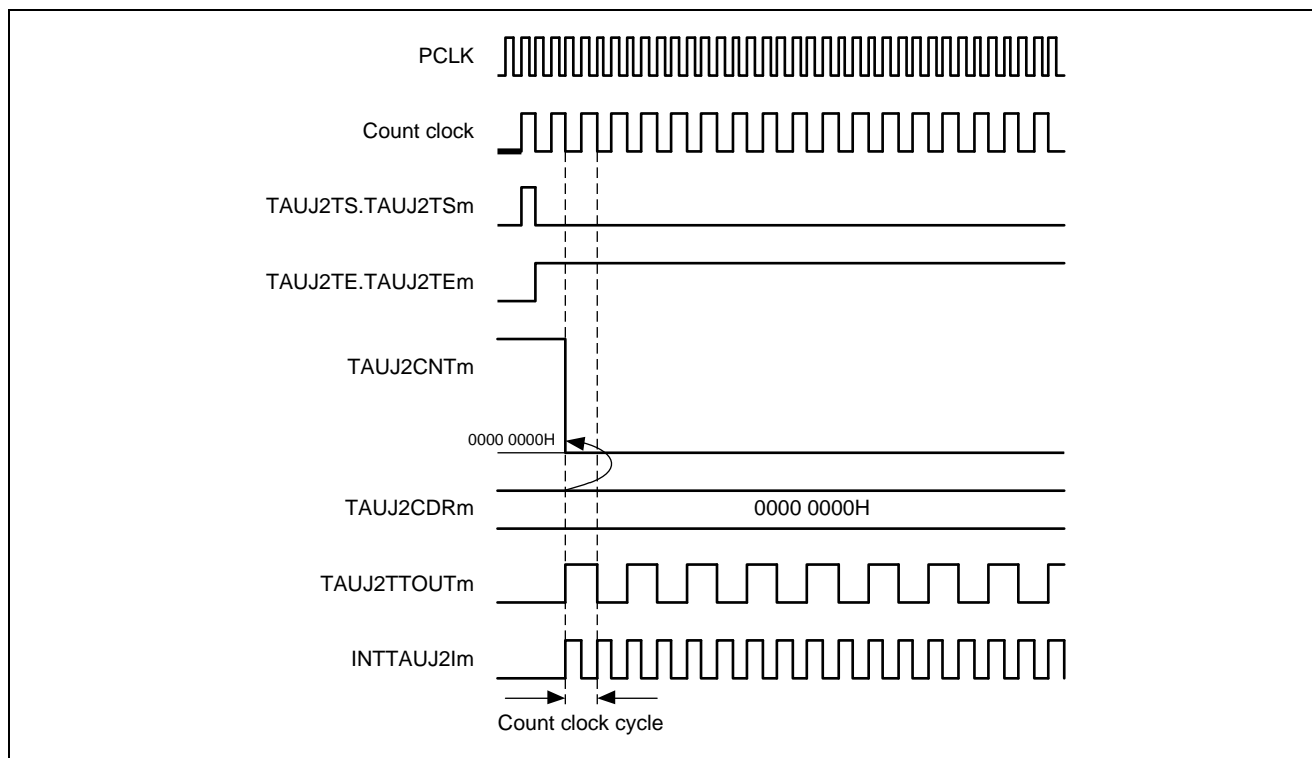 PCLK
Count clock
TAUJ2TS.TAUJ2TSm
TAUJ2TE.TAUJ2TEm
TAUJ2CNTm
0000 0000H
TAUJ2CDRm
0000 0000H
TAUJ2TTOUTm
INTTAUJ2Im
Count clock cycle